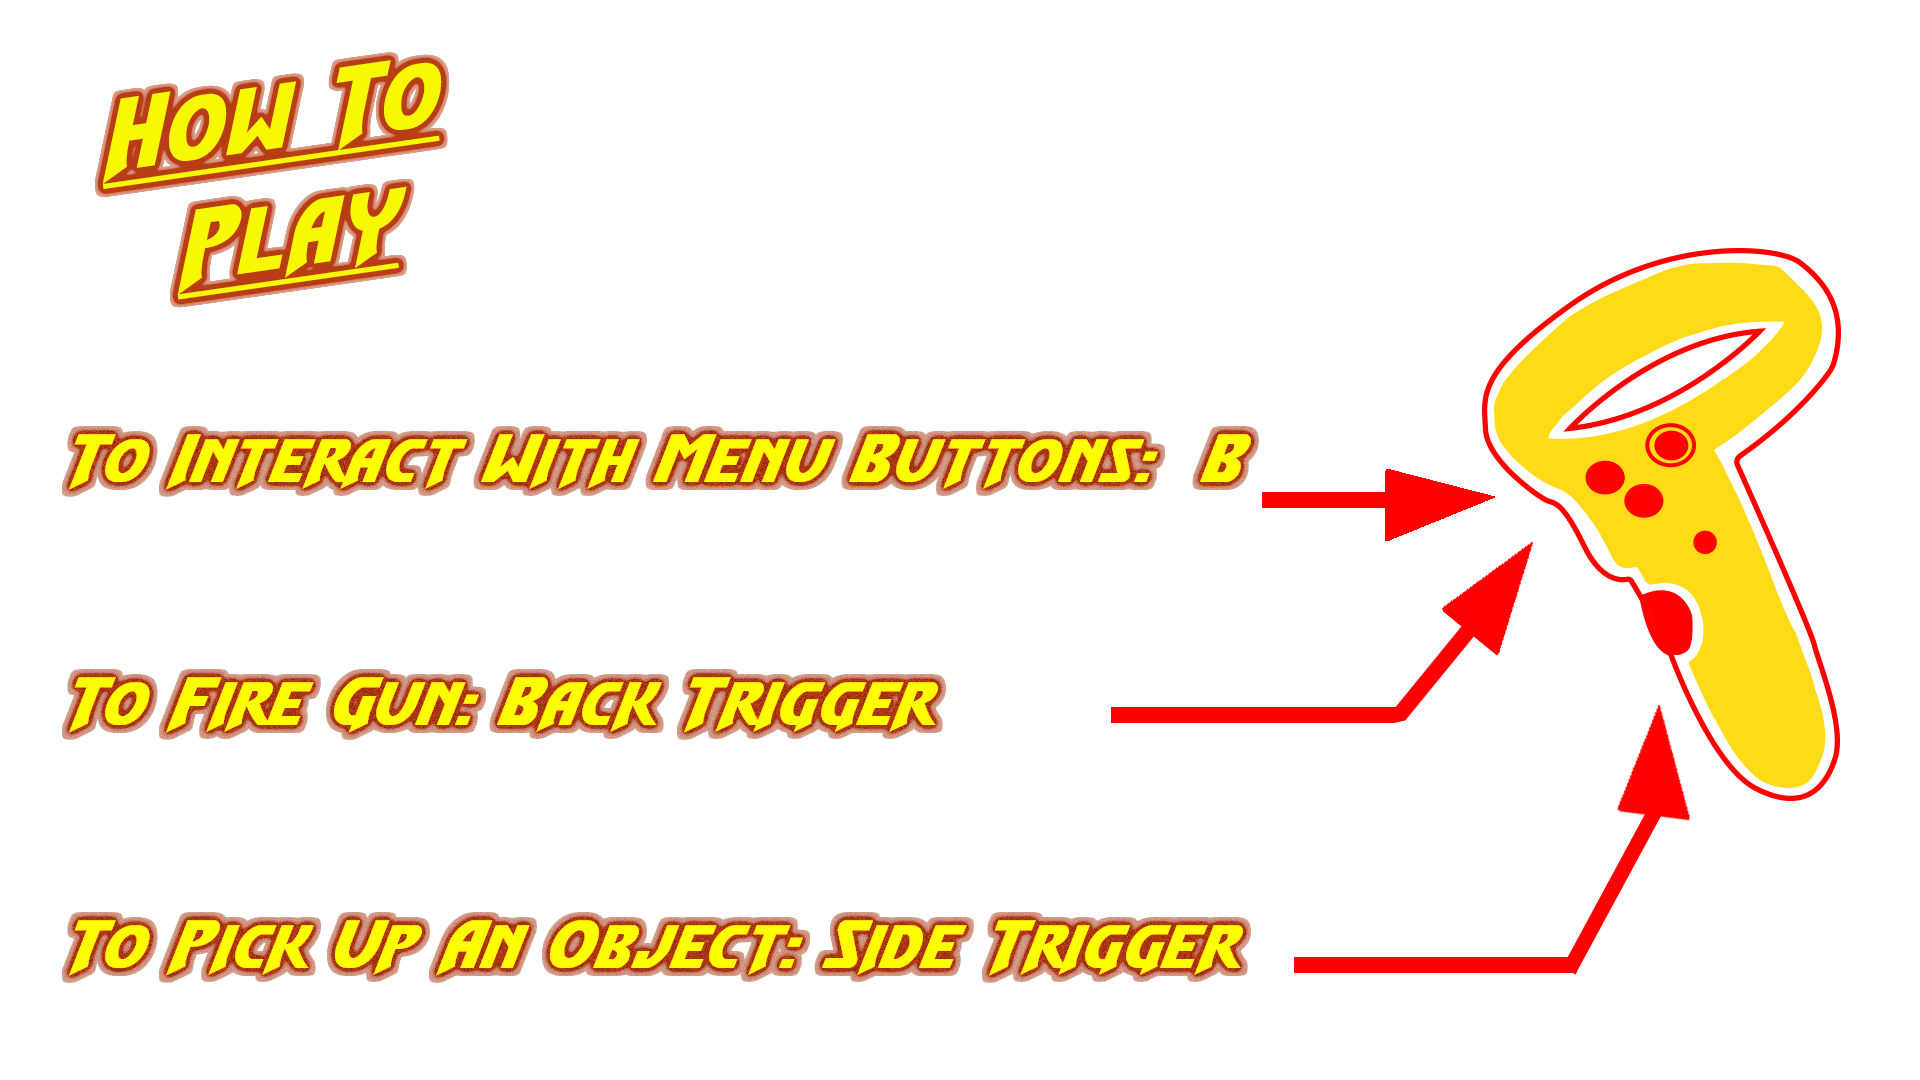 How To
Play
To Interact With Menu Buttons: B
To Fire Gun: Back Trigger
To Pick Up An Object: Side Trigger